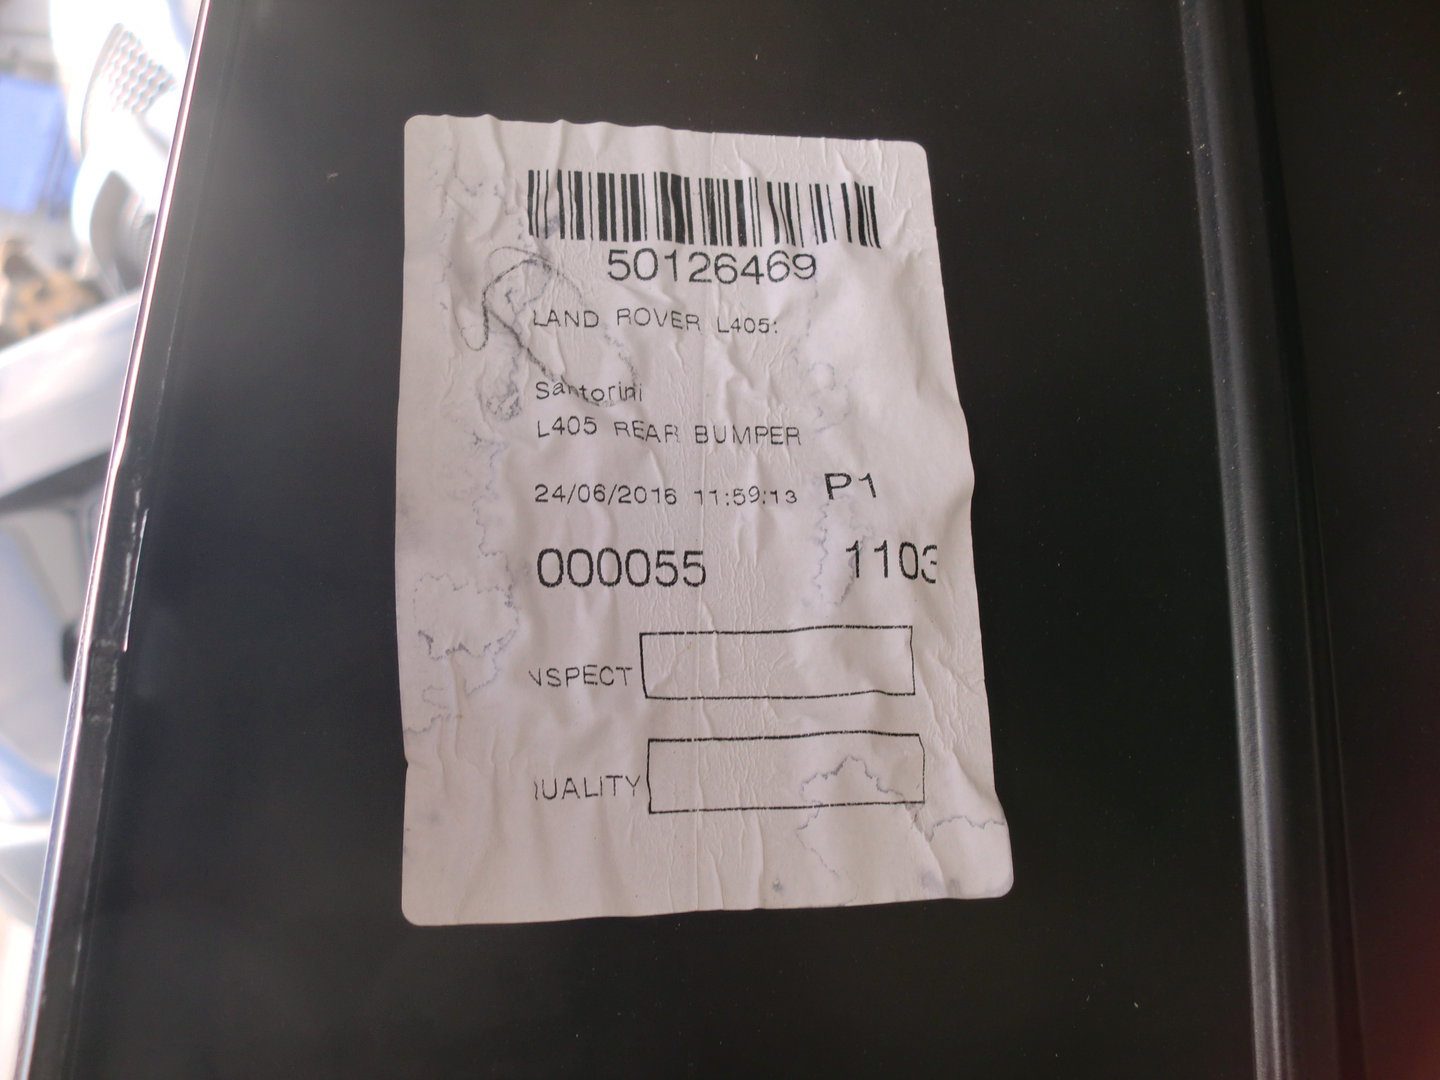 50126469
LAND ROVER L405:
Santorini
L405 REAR BUMPER
24/06/2016 11:59:13 P1
000055 1103
NSPECT
UALITY